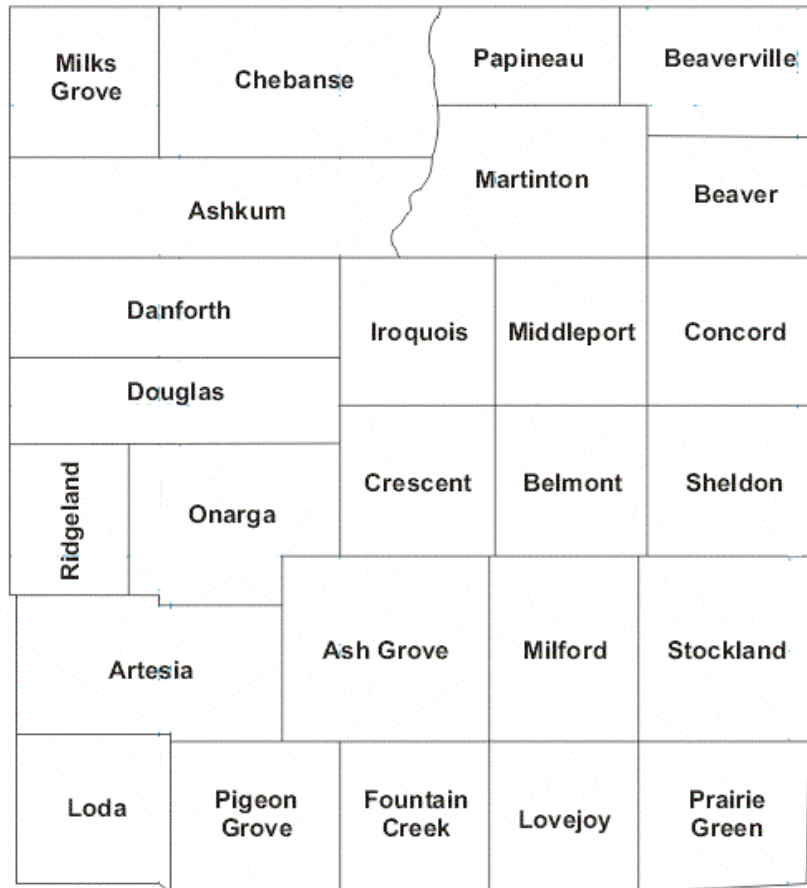 Milks
Grove
Chebanse
Papineau
Beaverville
Ashkum
Martinton
Beaver
Danforth
Iroquois
Middleport
Concord
Douglas
Ridgeland
Onarga
Crescent
Belmont
Sheldon
Artesia
Ash Grove
Milford
Stockland
Loda
Pigeon
Grove
Fountain
Creek
Lovejoy
Prairie
Green